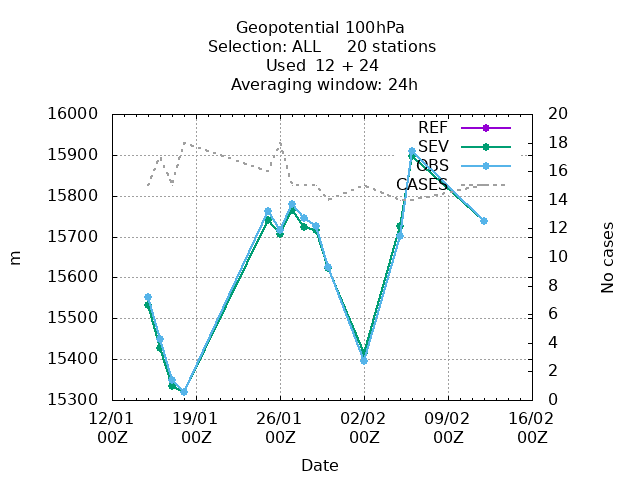 Geopotential 100hPa
Selection: ALL     20 stations
Used  12 + 24
Averaging window: 24h
16000
15900
15800
15700
15600
15500
15400
15300
m
20
18
16
14
12
10
8
6
4
2
0
No cases
REF
SEV
OBS
CASES
12/01 19/01 26/01 02/02 09/02 16/02
00Z 00Z 00Z 00Z 00Z 00Z
Date